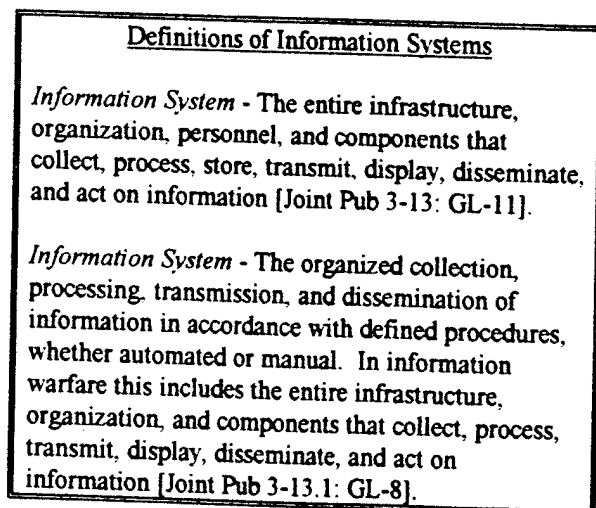 Definitions of Information Systems
Information System - The entire infrastructure,
organization, personnel, and components that
collect, process, store, transmit, display, disseminate,
and act on information [Joint Pub 3-13: GL-11].
Information System - The organized collection,
processing, transmission, and dissemination of
information in accordance with defined procedures,
whether automated or manual. In information
warfare this includes the entire infrastructure,
organization, and components that collect, process,
transmit, display, disseminate, and act on
information [Joint Pub 3-13.1: GL-8].